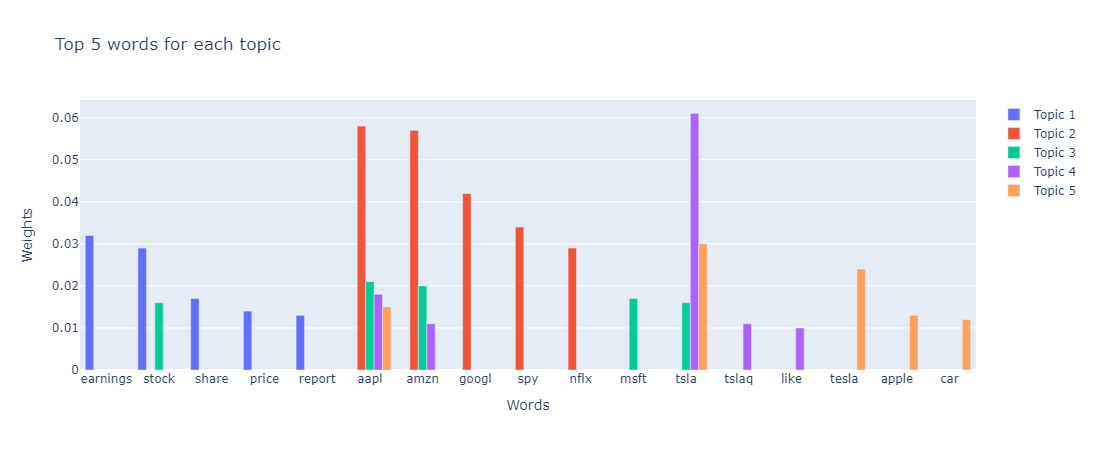 Top 5 words for each topic
0.06
0.05
0.04
0.03
0.02
0.01
0
Weights
earnings stock share price report aapl amzn googl spy nflx msft tsla tslaq like tesla apple car
Words
Topic 1
Topic 2
Topic 3
Topic 4
Topic 5